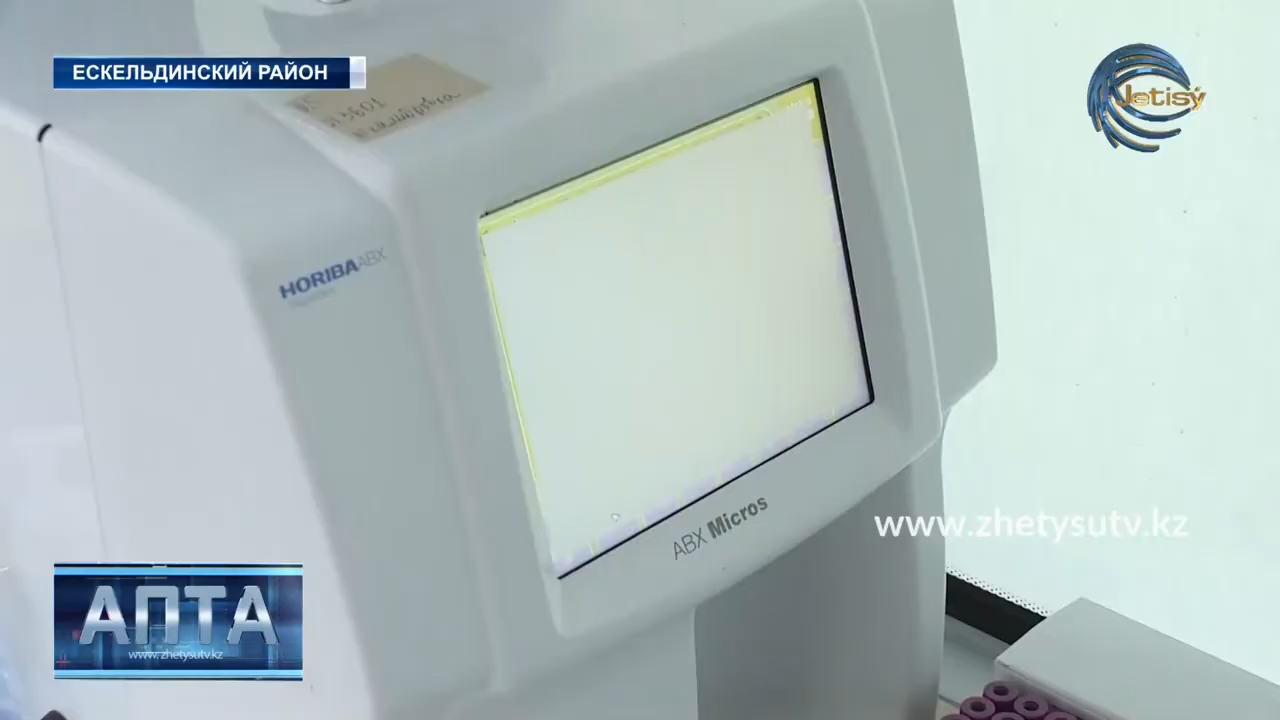 ЕСКЕЛЬДИНСКИЙ РАЙОН
Jetisý
HORIBA ABX
ABX Micros
www.zhetysutv.kz
АПТА
www.zhetysutv.kz